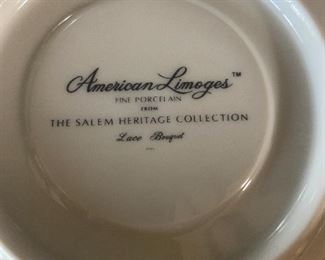 American Limoges™
FINE PORCELAIN
FROM
THE SALEM HERITAGE COLLECTION
Lace Bouquet